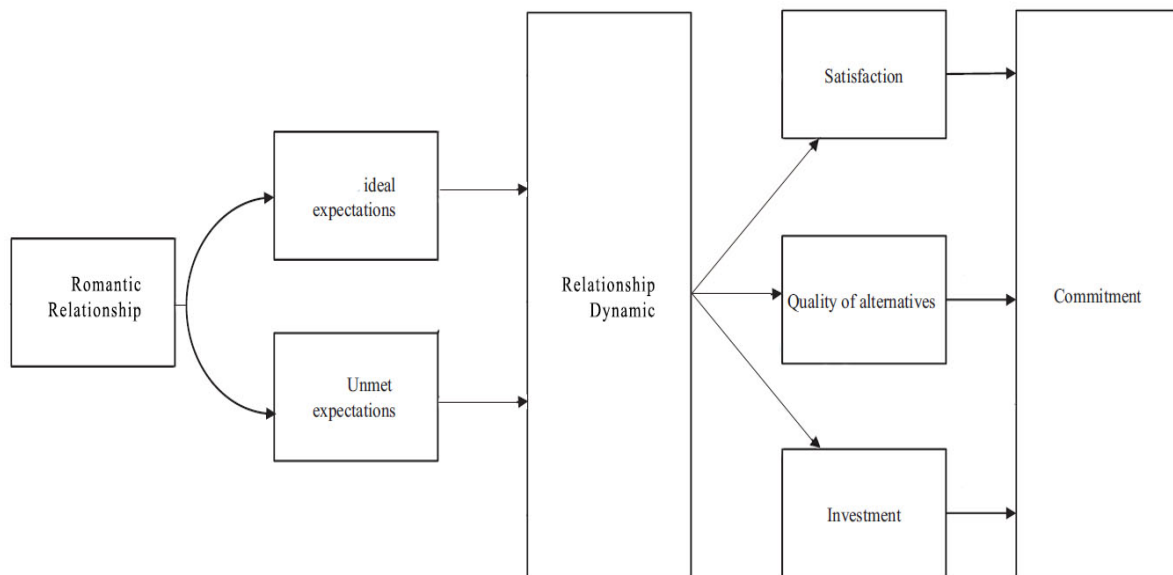 Romantic
Relationship
ideal
expectations
Unmet
expectations
Relationship
Dynamic
Satisfaction
Quality of alternatives
Investment
Commitment